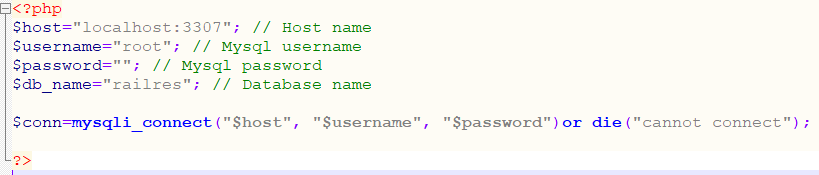 <?php
$host="localhost:3307"; // Host name
$username="root"; // Mysql username
$password=""; // Mysql password
$db_name="railres"; // Database name
$conn=mysqli_connect("$host", "$username", "$password")or die("cannot connect");
?>